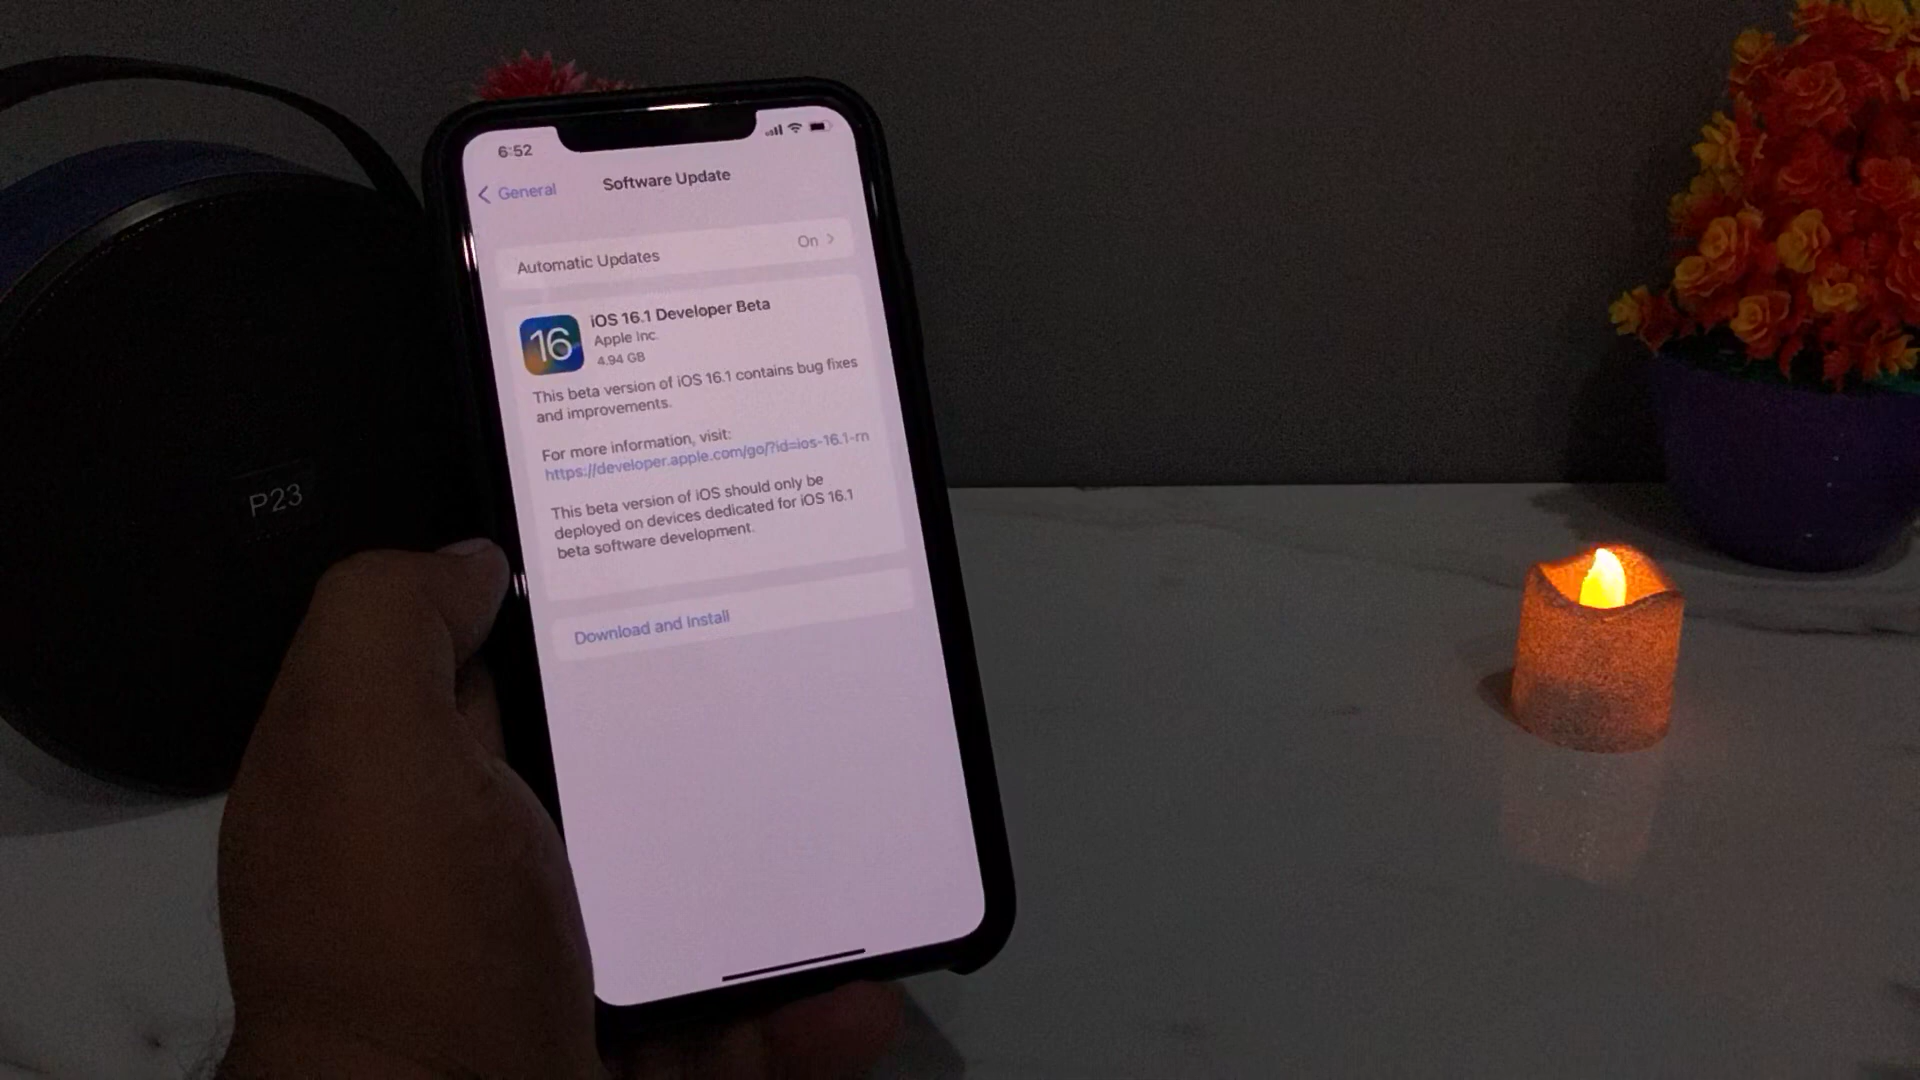 6:52
General
Software Update
Automatic Updates
On
16
iOS 16.1 Developer Beta
Apple Inc.
4.94 GB
This beta version of iOS 16.1 contains bug fixes
and improvements.
For more information, visit:
https://developer.apple.com/go/?id=ios-16.1-rn
This beta version of iOS should only be
deployed on devices dedicated for iOS 16.1
beta software development.
Download and Install
P23